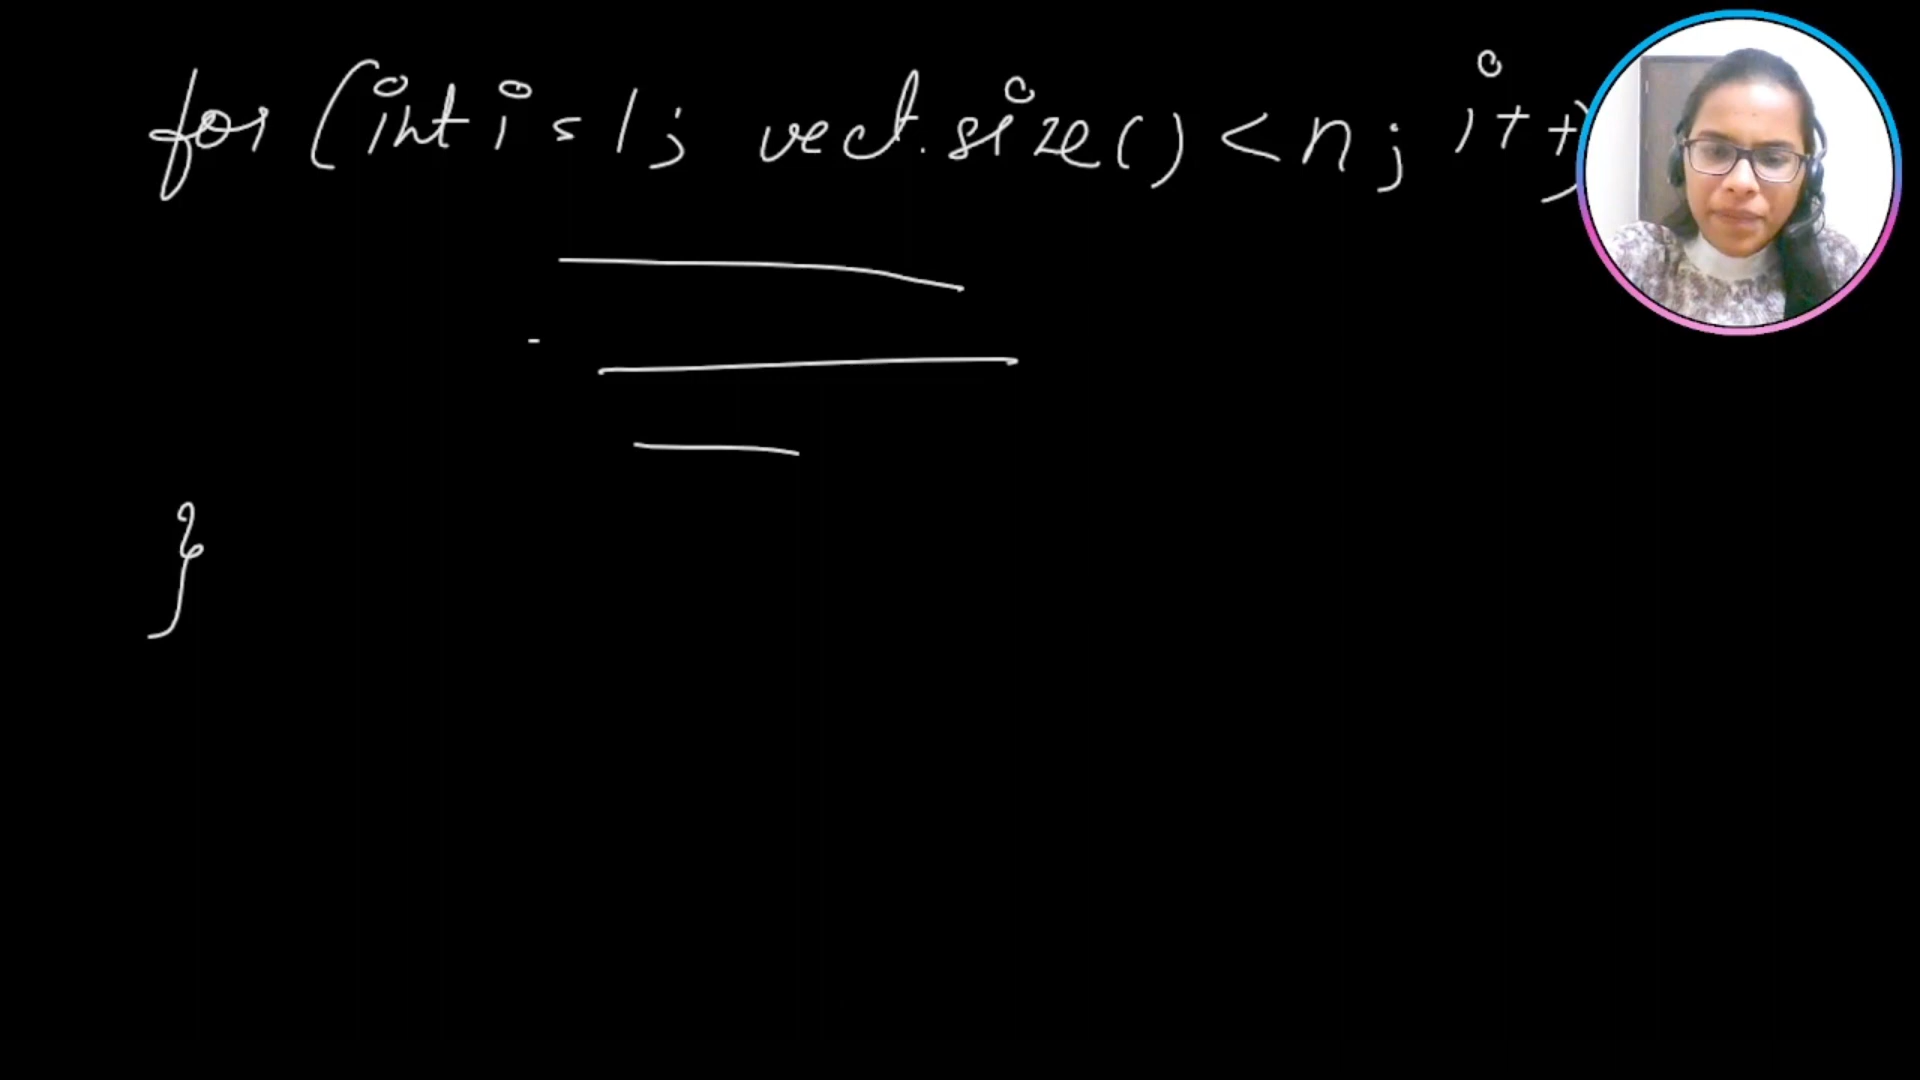 for (int i = 1; vect.size() < n; i++)
}